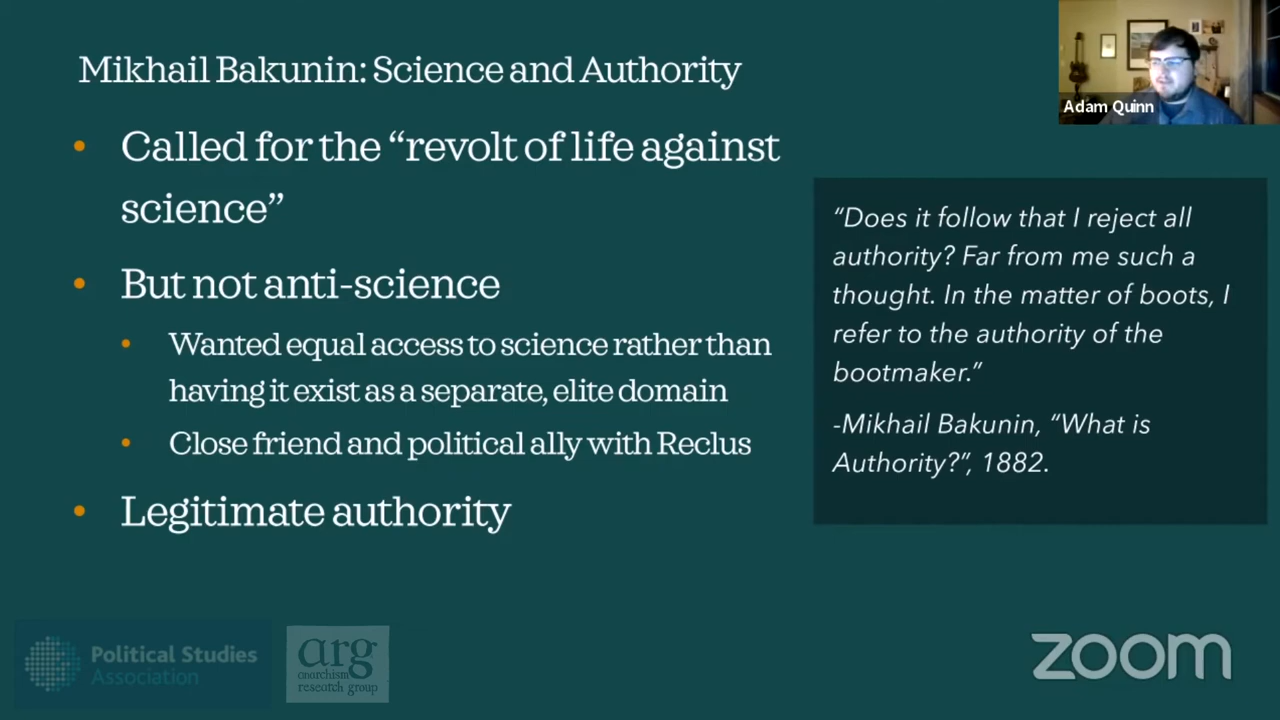 Mikhail Bakunin: Science and Authority
Adam Quinn
• Called for the “revolt of life against
science”
• But not anti-science
• Wanted equal access to science rather than
having it exist as a separate, elite domain
• Close friend and political ally with Reclus
• Legitimate authority
“Does it follow that I reject all
authority? Far from me such a
thought. In the matter of boots, I
refer to the authority of the
bootmaker.”
-Mikhail Bakunin, “What is
Authority?”, 1882.
Political Studies
Association
arg
anarchism
research group
zoom